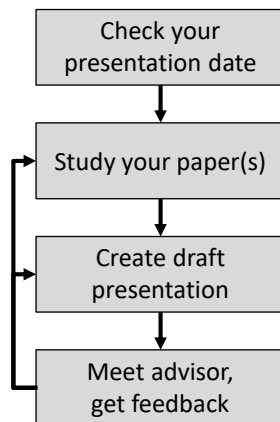 Check your
presentation date
Study your paper(s)
Create draft
presentation
Meet advisor,
get feedback